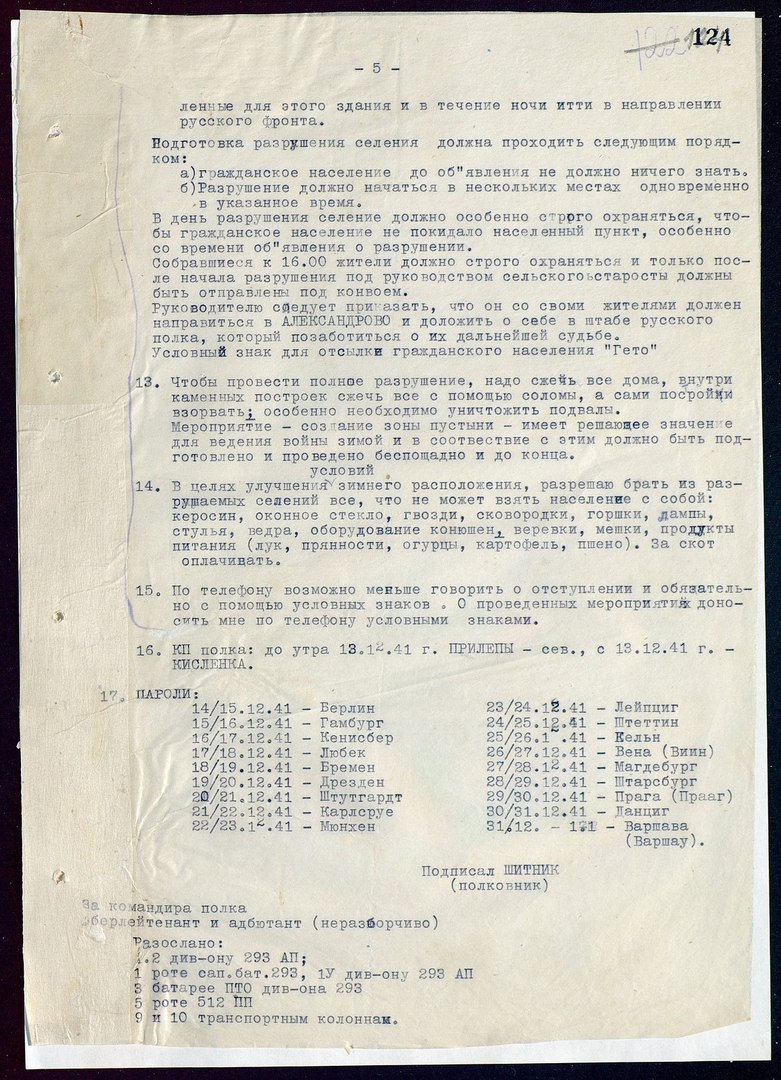 124
- 5 -
ленные для этого здания и в течение ночи итти в направлении
русского фронта.
Подготовка разрушения селения должна проходить следующим поряд-
ком:
а)гражданское население до об"явления не должно ничего знать.
б)Разрушение должно начаться в нескольких местах одновременно
в указанное время.
В день разрушения селение должно особенно строго охраняться, что-
бы гражданское население не покидало населенный пункт, особенно
со времени об"явления о разрушении.
Собравшиеся к 16.00 жители должно строго охраняться и только пос-
ле начала разрушения под руководством сельского старосты должны
быть отправлены под конвоем.
Руководителю следует приказать, что он со своми жителями должен
направиться в АЛЕКСАНДРОВО и доложить о себе в штабе русского
полка, который позаботиться о их дальнейшей судьбе.
Условный знак для отсылки гражданского населения "Гето"
13. Чтобы провести полное разрушение, надо сжечь все дома, внутри
каменных построек сжечь все с помощью соломы, а сами постройки
взорвать; особенно необходимо уничтожить подвалы.
Мероприятие - создание зоны пустыни - имеет решающее значение
для ведения войны зимой и в соотвествие с этим должно быть под-
готовлено и проведено беспощадно и до конца.
условий
14. В целях улучшения зимнего расположения, разрешаю брать из раз-
рушаемых селений все, что не может взять население с собой:
керосин, оконное стекло, гвозди, сковородки, горшки, лампы,
стулья, ведра, оборудование конюшен, веревки, мешки, продукты
питания (лук, прянности, огурцы, картофель, пшено). За скот
оплачивать.
15. По телефону возможно меньше говорить о отступлении и обязатель-
но с помощью условных знаков . О проведенных мероприятиях доно-
сить мне по телефону условными знаками.
16. КП полка: до утра 13.12.41 г. ПРИЛЕПЫ - сев., с 13.12.41 г. -
КИСЛЕНКА.
17. ПАРОЛИ:
14/15.12.41 - Берлин
15/16.12.41 - Гамбург
16/17.12.41 - Кенисбер
17/18.12.41 - Любек
18/19.12.41 - Бремен
19/20.12.41 - Дрезден
20/21.12.41 - Штутгардт
21/22.12.41 - Карлсруе
22/23.12.41 - Мюнхен
23/24.12.41 - Лейпциг
24/25.12.41 - Штеттин
25/26.12.41 - Кельн
26/27.12.41 - Вена (Виин)
27/28.12.41 - Магдебург
28/29.12.41 - Штарсбург
29/30.12.41 - Прага (Прааг)
30/31.12.41 - Данциг
31/12. - - Варшава
(Варшау).
Подписал ШИТНИК
(полковник)
За командира полка
Оберлейтенант и адбютант (неразборчиво)
Разослано:
1.2 див-ону 293 АП;
1 роте сап.бат.293, 1У див-ону 293 АП
3 батарее ПТО див-она 293
5 роте 512 ПП
9 и 10 транспортным колоннам.